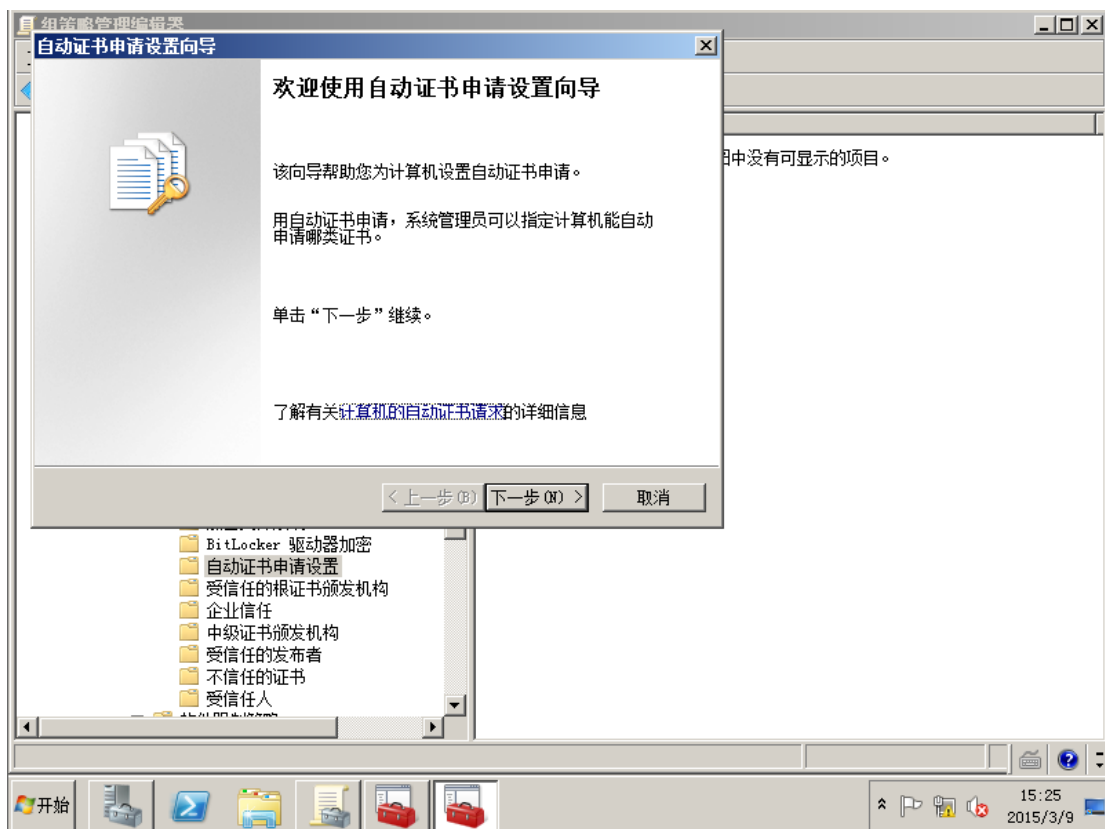 组策略管理编辑器
自动证书申请设置向导
欢迎使用自动证书申请设置向导
该向导帮助您为计算机设置自动证书申请。
用自动证书申请，系统管理员可以指定计算机能自动
申请哪类证书。
单击“下一步”继续。
了解有关计算机的自动证书请求的详细信息
< 上一步(B)
下一步(N) >
取消
中没有可显示的项目。
BitLocker 驱动器加密
自动证书申请设置
受信任的根证书颁发机构
企业信任
中级证书颁发机构
受信任的发布者
不信任的证书
受信任人
开始
15:25
2015/3/9